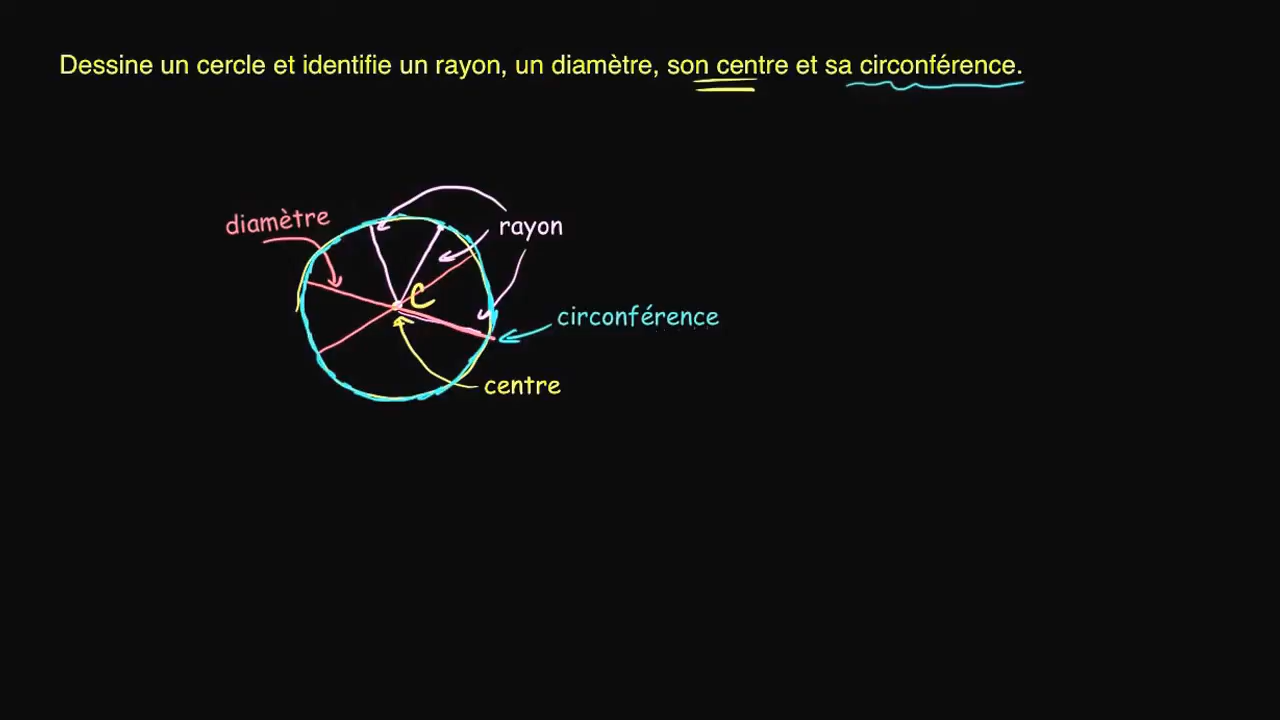 Dessine un cercle et identifie un rayon, un diamètre, son centre et sa circonférence.
diamètre
rayon
C
circonférence
centre